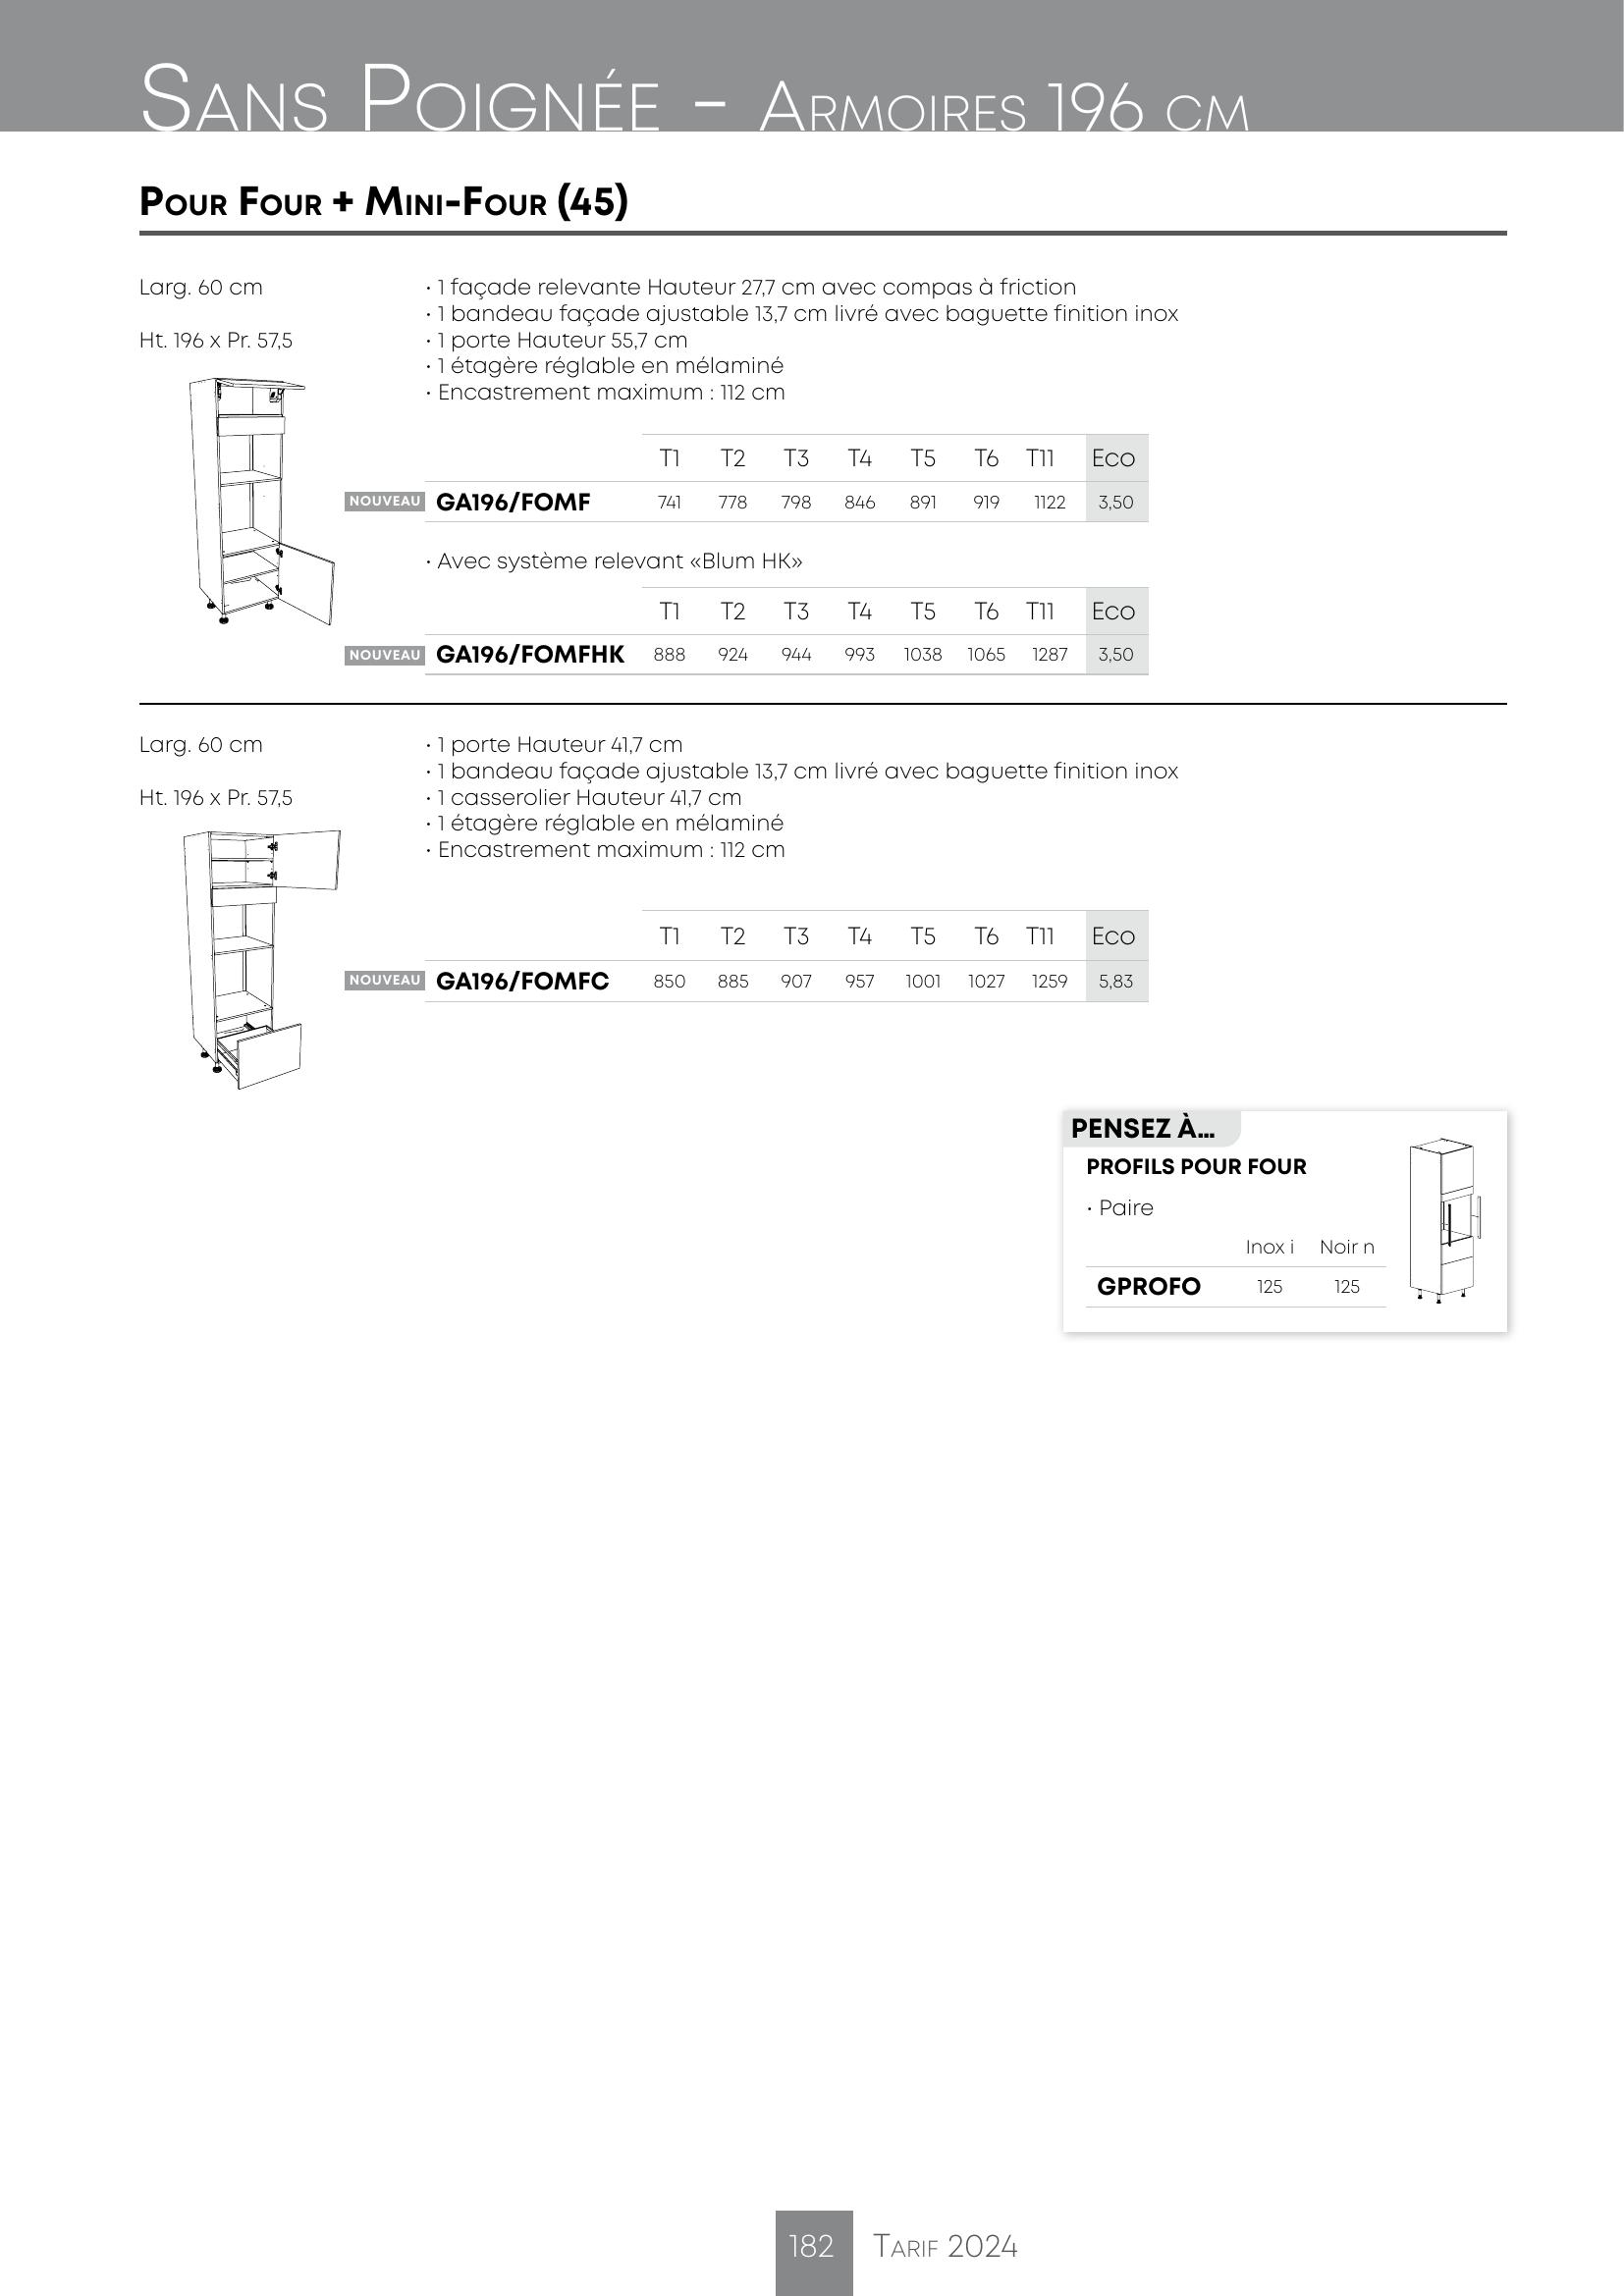 Sans Poignée - Armoires 196 cm
Pour Four + Mini-Four (45)
Larg. 60 cm
Ht. 196 x Pr. 57,5
• 1 façade relevante Hauteur 27,7 cm avec compas à friction
• 1 bandeau façade ajustable 13,7 cm livré avec baguette finition inox
• 1 porte Hauteur 55,7 cm
• 1 étagère réglable en mélaminé
• Encastrement maximum : 112 cm
T1 T2 T3 T4 T5 T6 T11 Eco
NOUVEAU GA196/FOMF 741 778 798 846 891 919 1122 3,50
• Avec système relevant «Blum HK»
T1 T2 T3 T4 T5 T6 T11 Eco
NOUVEAU GA196/FOMFHK 888 924 944 993 1038 1065 1287 3,50
Larg. 60 cm
Ht. 196 x Pr. 57,5
• 1 porte Hauteur 41,7 cm
• 1 bandeau façade ajustable 13,7 cm livré avec baguette finition inox
• 1 casserolier Hauteur 41,7 cm
• 1 étagère réglable en mélaminé
• Encastrement maximum : 112 cm
T1 T2 T3 T4 T5 T6 T11 Eco
NOUVEAU GA196/FOMFC 850 885 907 957 1001 1027 1259 5,83
PENSEZ À...
PROFILS POUR FOUR
• Paire
Inox i Noir n
GPROFO 125 125
182 Tarif 2024